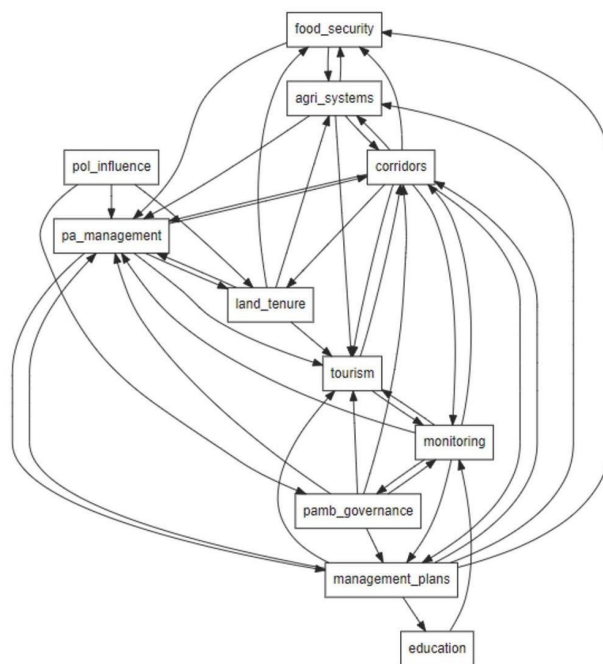 food_security
agri_systems
pol_influence
corridors
pa_management
land_tenure
tourism
monitoring
pamb_governance
management_plans
education